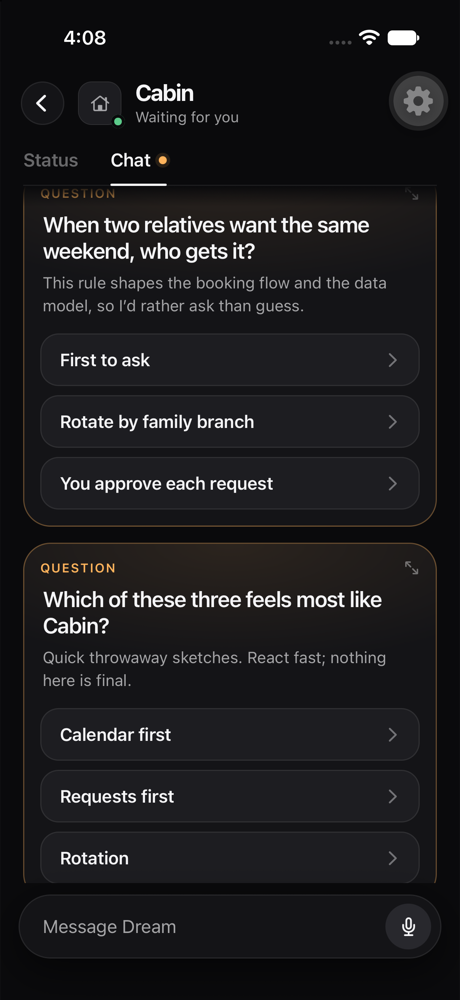 4:08
Cabin
Waiting for you
Status
Chat
QUESTION
When two relatives want the same
weekend, who gets it?
This rule shapes the booking flow and the data
model, so I’d rather ask than guess.
First to ask
Rotate by family branch
You approve each request
QUESTION
Which of these three feels most like
Cabin?
Quick throwaway sketches. React fast; nothing
here is final.
Calendar first
Requests first
Rotation
Message Dream